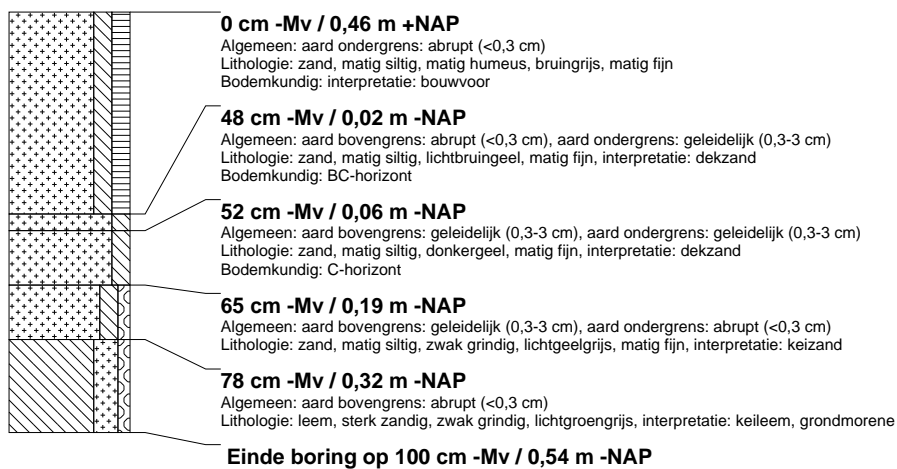 0 cm -Mv / 0,46 m +NAP
Algemeen: aard ondergrens: abrupt (<0,3 cm)
Lithologie: zand, matig siltig, matig humeus, bruingrijs, matig fijn
Bodemkundig: interpretatie: bouwvoor
48 cm -Mv / 0,02 m -NAP
Algemeen: aard bovengrens: abrupt (<0,3 cm), aard ondergrens: geleidelijk (0,3-3 cm)
Lithologie: zand, matig siltig, lichtbruingeel, matig fijn, interpretatie: dekzand
Bodemkundig: BC-horizont
52 cm -Mv / 0,06 m -NAP
Algemeen: aard bovengrens: geleidelijk (0,3-3 cm), aard ondergrens: geleidelijk (0,3-3 cm)
Lithologie: zand, matig siltig, donkergeel, matig fijn, interpretatie: dekzand
Bodemkundig: C-horizont
65 cm -Mv / 0,19 m -NAP
Algemeen: aard bovengrens: geleidelijk (0,3-3 cm), aard ondergrens: abrupt (<0,3 cm)
Lithologie: zand, matig siltig, zwak grindig, lichtgeelgrijs, matig fijn, interpretatie: keizand
78 cm -Mv / 0,32 m -NAP
Algemeen: aard bovengrens: abrupt (<0,3 cm)
Lithologie: leem, sterk zandig, zwak grindig, lichtgroengrijs, interpretatie: keileem, grondmorene
Einde boring op 100 cm -Mv / 0,54 m -NAP